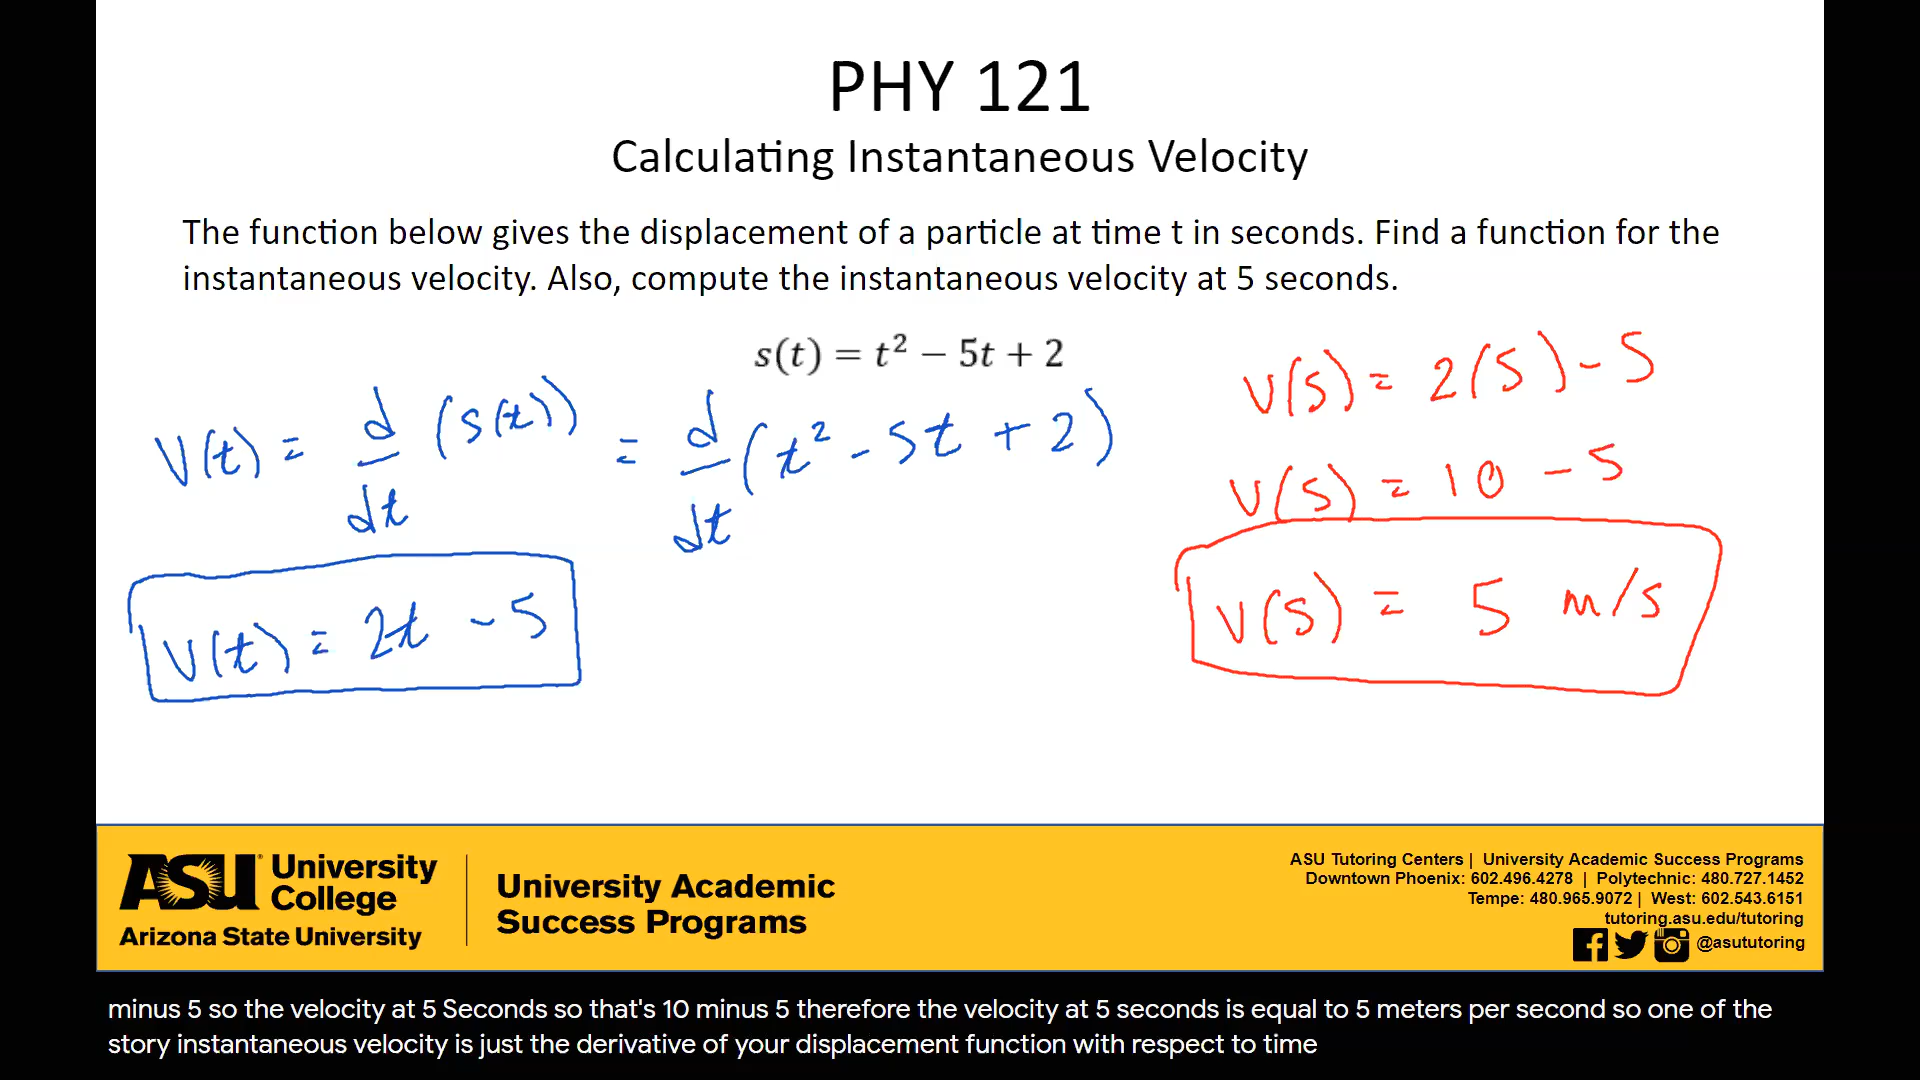 PHY 121
Calculating Instantaneous Velocity
The function below gives the displacement of a particle at time t in seconds. Find a function for the
instantaneous velocity. Also, compute the instantaneous velocity at 5 seconds.
s(t) = t² − 5t + 2
V(t) = d/dt (s(t)) = d/dt (t² - 5t + 2)
V(t) = 2t - 5
V(5) = 2(5) - 5
V(5) = 10 - 5
V(5) = 5 m/s
ASU University College
Arizona State University
University Academic
Success Programs
ASU Tutoring Centers | University Academic Success Programs
Downtown Phoenix: 602.496.4278 | Polytechnic: 480.727.1452
Tempe: 480.965.9072 | West: 602.543.6151
tutoring.asu.edu/tutoring
@asututoring
minus 5 so the velocity at 5 Seconds so that's 10 minus 5 therefore the velocity at 5 seconds is equal to 5 meters per second so one of the
story instantaneous velocity is just the derivative of your displacement function with respect to time